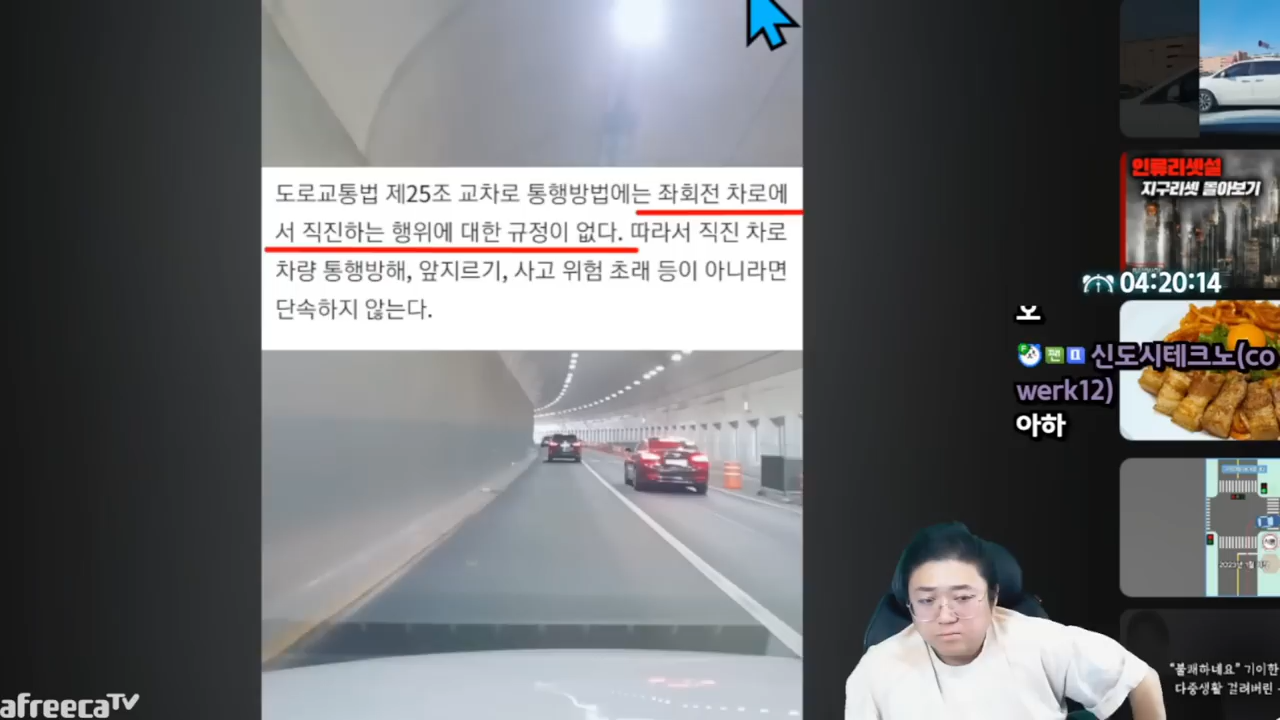 도로교통법 제25조 교차로 통행방법에는 좌회전 차로에
서 직진하는 행위에 대한 규정이 없다. 따라서 직진 차로
차량 통행방해, 앞지르기, 사고 위험 초래 등이 아니라면
단속하지 않는다.
인류리셋설
지구리셋 몰아보기
04:20:14
오
신도시테크노(co
werk12)
아하
"불쾌하네요" 기이한
다중생활 걸려버린
afreecaTV